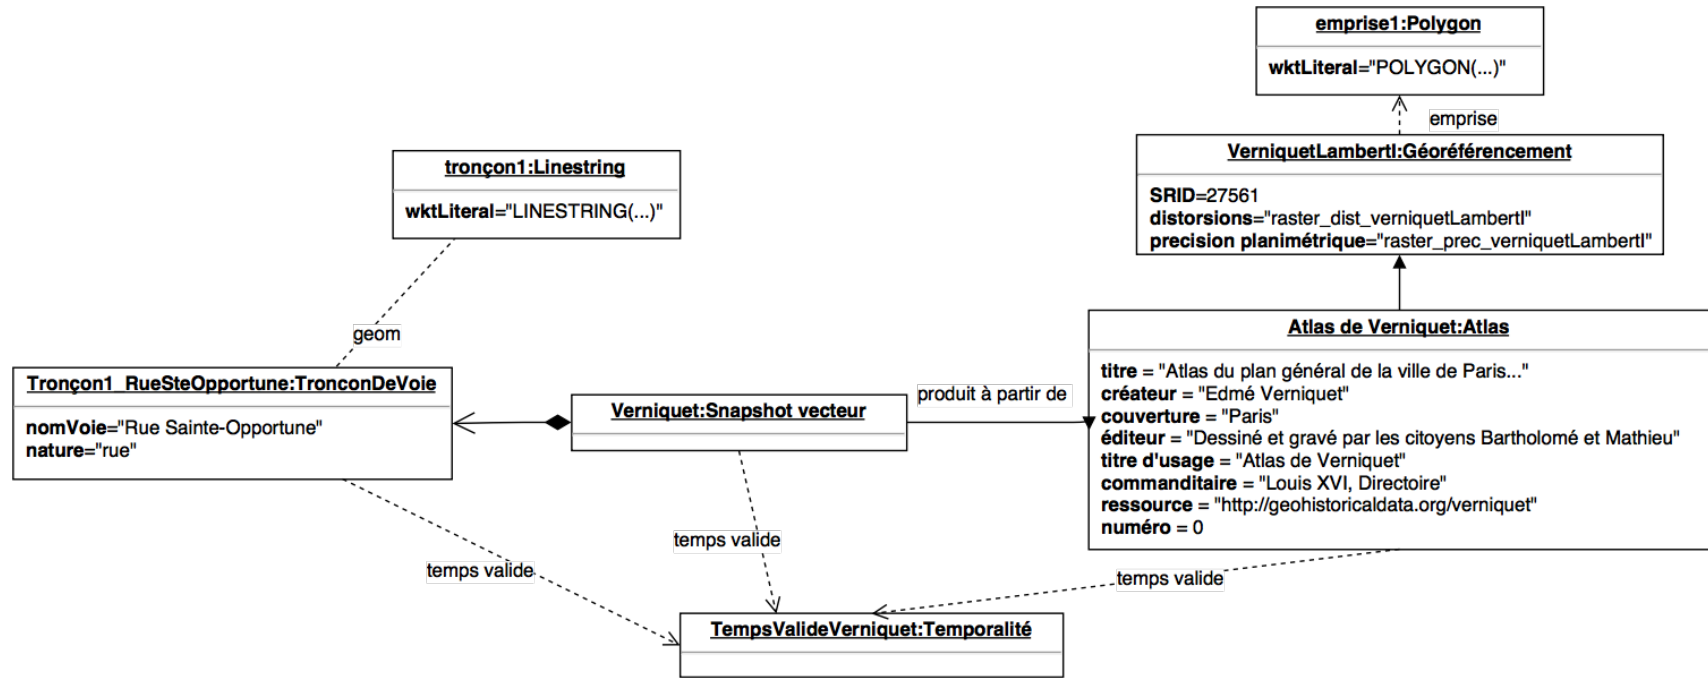 emprise1:Polygon
wktLiteral="POLYGON(...)"
emprise
VerniquetLambertI:Géoréférencement
SRID=27561
distorsions="raster_dist_verniquetLambertI"
precision planimétrique="raster_prec_verniquetLambertI"
tronçon1:Linestring
wktLiteral="LINESTRING(...)"
geom
Tronçon1_RueSteOpportune:TronconDeVoie
nomVoie="Rue Sainte-Opportune"
nature="rue"
Verniquet:Snapshot vecteur
produit à partir de
Atlas de Verniquet:Atlas
titre = "Atlas du plan général de la ville de Paris..."
créateur = "Edmé Verniquet"
couverture = "Paris"
éditeur = "Dessiné et gravé par les citoyens Bartholomé et Mathieu"
titre d'usage = "Atlas de Verniquet"
commanditaire = "Louis XVI, Directoire"
ressource = "http://geohistoricaldata.org/verniquet"
numéro = 0
temps valide
temps valide
temps valide
TempsValideVerniquet:Temporalité